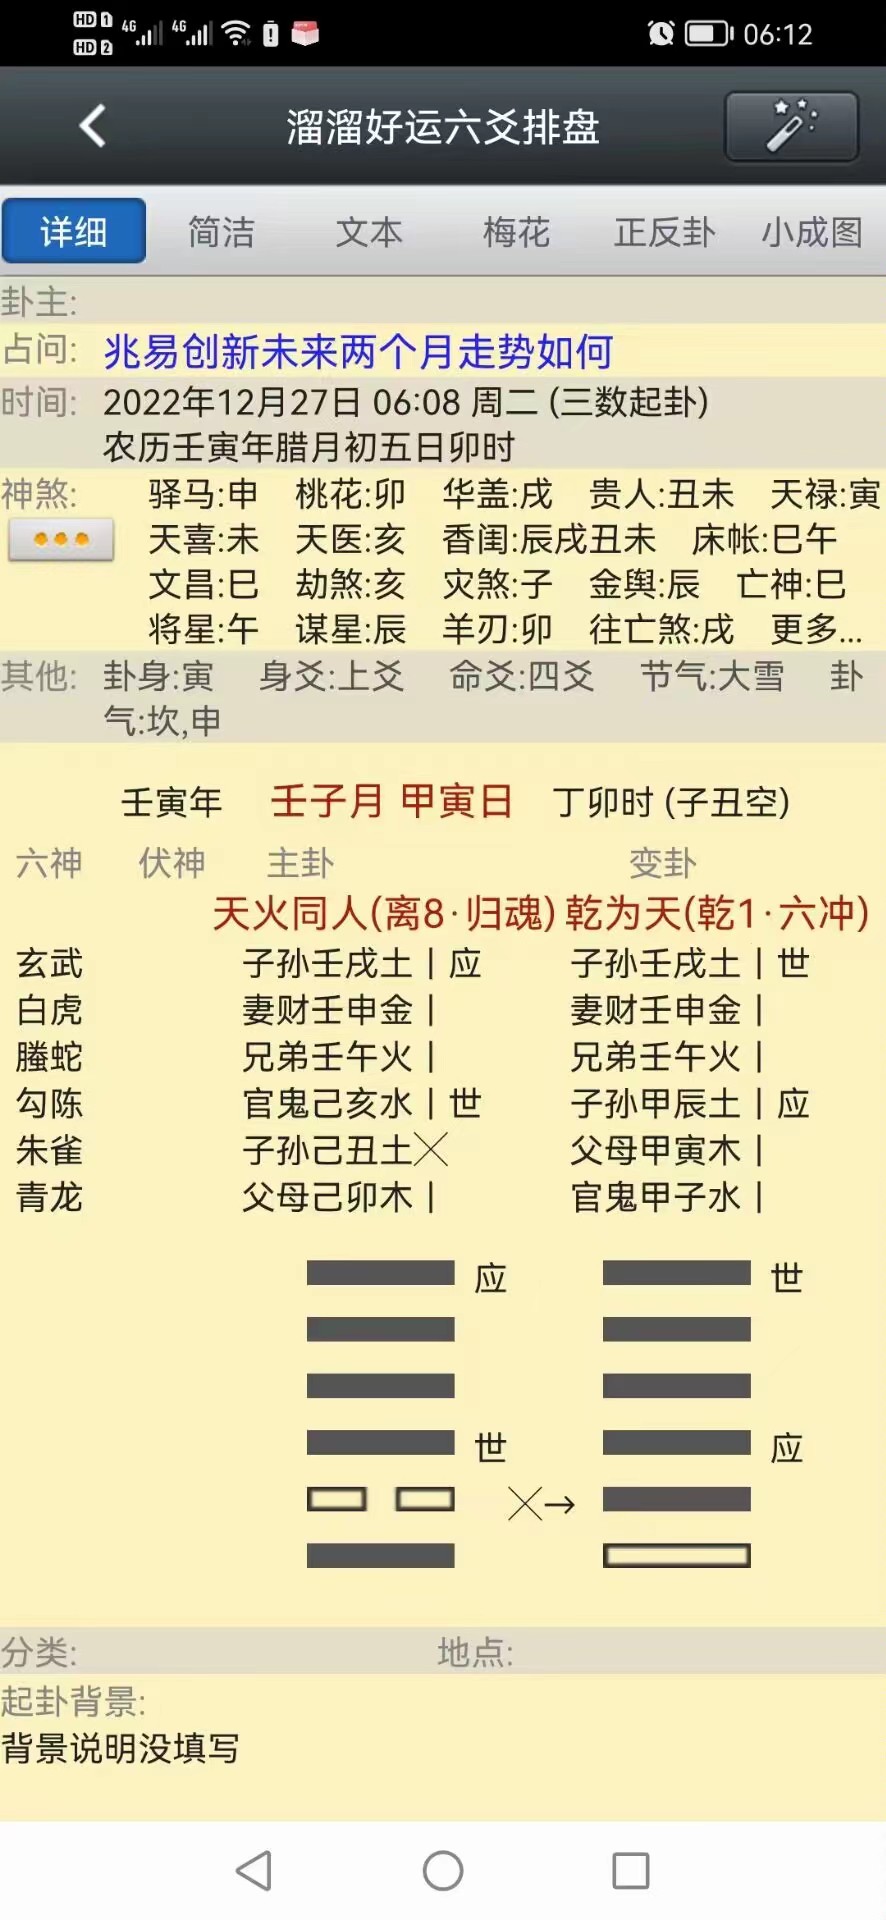 HD 1 4G 4G 06:12
HD 2
溜溜好运六爻排盘
详细 简洁 文本 梅花 正反卦 小成图
卦主:
占问: 兆易创新未来两个月走势如何
时间: 2022年12月27日 06:08 周二 (三数起卦)
农历壬寅年腊月初五日卯时
神煞: 驿马:申 桃花:卯 华盖:戌 贵人:丑未 天禄:寅
天喜:未 天医:亥 香闺:辰戌丑未 床帐:巳午
文昌:巳 劫煞:亥 灾煞:子 金舆:辰 亡神:巳
将星:午 谋星:辰 羊刃:卯 往亡煞:戌 更多...
其他: 卦身:寅 身爻:上爻 命爻:四爻 节气:大雪 卦
气:坎,申
壬寅年 壬子月 甲寅日 丁卯时 (子丑空)
六神 伏神 主卦 变卦
天火同人(离8·归魂) 乾为天(乾1·六冲)
玄武 子孙壬戌土 应 子孙壬戌土 世
白虎 妻财壬申金 妻财壬申金
螣蛇 兄弟壬午火 兄弟壬午火
勾陈 官鬼己亥水 世 子孙甲辰土 应
朱雀 子孙己丑土 父母甲寅木
青龙 父母己卯木 官鬼甲子水
应 世
世 应
分类: 地点:
起卦背景:
背景说明没填写